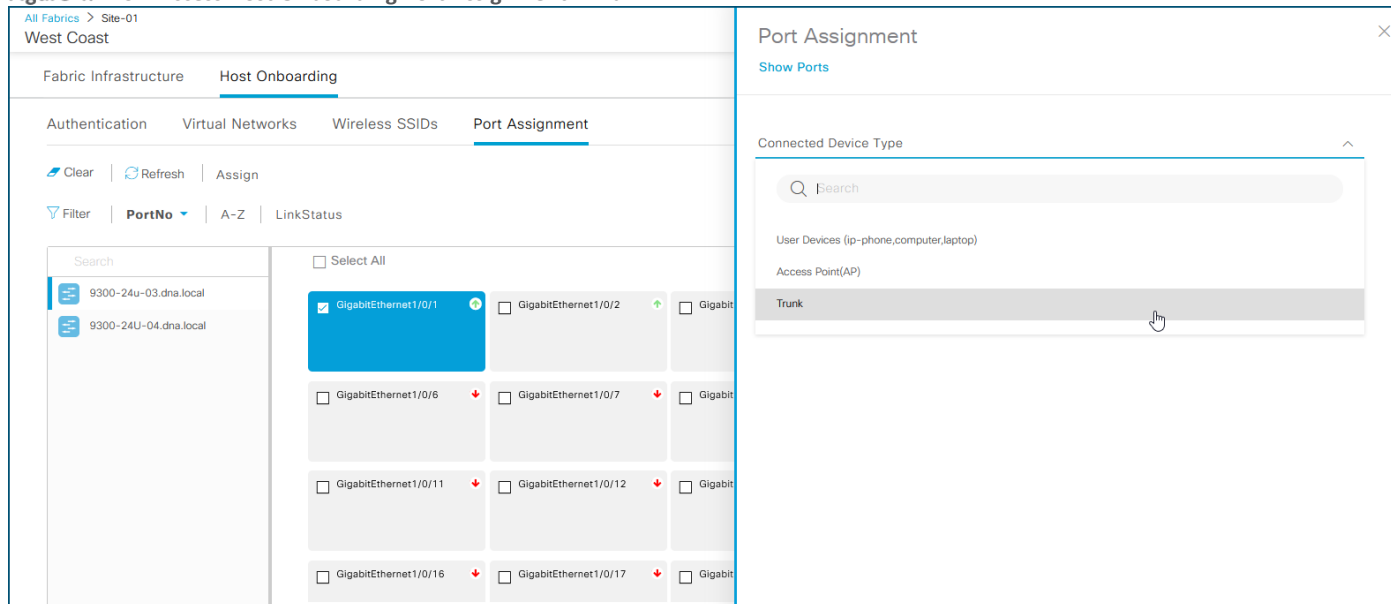 All Fabrics > Site-01
West Coast
Fabric Infrastructure Host Onboarding
Authentication Virtual Networks Wireless SSIDs Port Assignment
Clear Refresh Assign
Filter PortNo A-Z LinkStatus
Search
9300-24u-03.dna.local
9300-24U-04.dna.local
Select All
GigabitEthernet1/0/1 GigabitEthernet1/0/2 Gigabit
GigabitEthernet1/0/6 GigabitEthernet1/0/7 Gigabit
GigabitEthernet1/0/11 GigabitEthernet1/0/12 Gigabit
GigabitEthernet1/0/16 GigabitEthernet1/0/17 Gigabit
Port Assignment
Show Ports
Connected Device Type
Search
User Devices (ip-phone,computer,laptop)
Access Point(AP)
Trunk